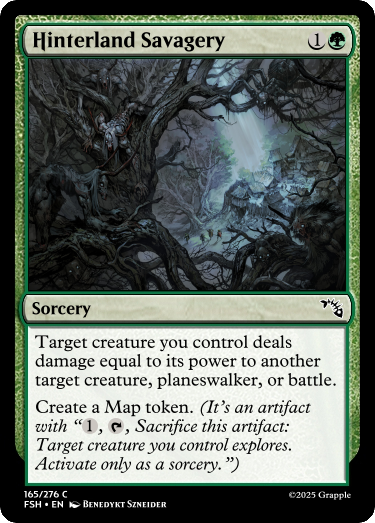 Hinterland Savagery 1
Sorcery
Target creature you control deals
damage equal to its power to another
target creature, planeswalker, or battle.
Create a Map token. (It's an artifact
with “1, , Sacrifice this artifact:
Target creature you control explores.
Activate only as a sorcery.”)
165/276 C
FSH • EN Benedykt Szneider
©2025 Grapple